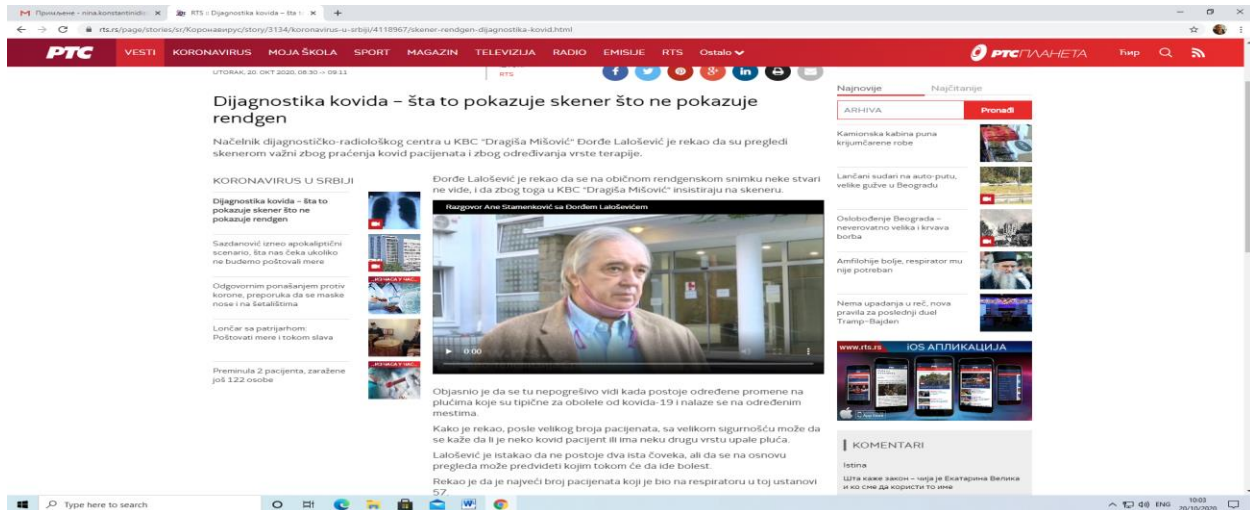 Примљене - nina.konstantinidi
RTS :: Dijagnostika kovida – šta t
rts.rs/page/stories/sr/Коронавирус/story/3134/koronavirus-u-srbiji/4118967/skener-rendgen-dijagnostika-kovid.html
РТС VESTI KORONAVIRUS MOJA ŠKOLA SPORT MAGAZIN TELEVIZIJA RADIO EMISIJE RTS Ostalo РТСПЛАНЕТА Ћир
UTORAK, 20. OKT 2020, 08:30 -> 09:11
RTS
Dijagnostika kovida – šta to pokazuje skener što ne pokazuje
rendgen
Načelnik dijagnostičko-radiološkog centra u KBC "Dragiša Mišović" Đorđe Lalošević je rekao da su pregledi
skenerom važni zbog praćenja kovid pacijenata i zbog određivanja vrste terapije.
KORONAVIRUS U SRBIJI
Dijagnostika kovida – šta to
pokazuje skener što ne
pokazuje rendgen
Sazdanović izneo apokaliptični
scenario, šta nas čeka ukoliko
ne budemo poštovali mere
Odgovornim ponašanjem protiv
korone, preporuka da se maske
nose i na šetalištima
Lončar sa patrijarhom:
Poštovati mere i tokom slava
Preminula 2 pacijenta, zaražene
još 122 osobe
Đorđe Lalošević je rekao da se na običnom rendgenskom snimku neke stvari
ne vide, i da zbog toga u KBC "Dragiša Mišović" insistiraju na skeneru.
Razgovor Ane Stamenković sa Đorđem Laloševićem
0:00
Objasnio je da se tu nepogrešivo vidi kada postoje određene promene na
plućima koje su tipične za obolele od kovida-19 i nalaze se na određenim
mestima.
Kako je rekao, posle velikog broja pacijenata, sa velikom sigurnošću može da
se kaže da li je neko kovid pacijent ili ima neku drugu vrstu upale pluća.
Lalošević je istakao da ne postoje dva ista čoveka, ali da se na osnovu
pregleda može predvideti kojim tokom će da ide bolest.
Rekao je da je najveći broj pacijenata koji je bio na respiratoru u toj ustanovi
57.
Najnovije Najčitanije
ARHIVA Pronađi
Kamionska kabina puna
krijumčarene robe
Lančani sudari na auto-putu,
velike gužve u Beogradu
Oslobođenje Beograda –
neverovatno velika i krvava
borba
Amfilohije bolje, respirator mu
nije potreban
Nema upadanja u reč, nova
pravila za poslednji duel
Tramp–Bajden
www.rts.rs iOS АПЛИКАЦИЈА
KOMENTARI
Istina
Шта каже закон – чија је Екатарина Велика
и ко сме да користи то име
Type here to search
ENG
10:03
20/10/2020